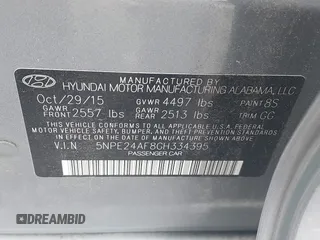 HYUNDAI MOTOR MANUFACTURING ALABAMA, LLC
Oct/29/15 GVWR 4497 lbs PAINT 8S
GAWR FRONT 2557 lbs GAWR REAR 2513 lbs TRIM GC
THIS VEHICLE CONFORMS TO ALL APPLICABLE U.S. FEDERAL MOTOR VEHICLE SAFETY, BUMPER, AND THEFT PREVENTION STANDARDS IN EFFECT ON THE DATE OF MANUFACTURE SHOWN ABOVE.
V.I.N 5NPE24AF8GH334395
PASSENGER CAR
DREAMBID
DREAMBID.COM